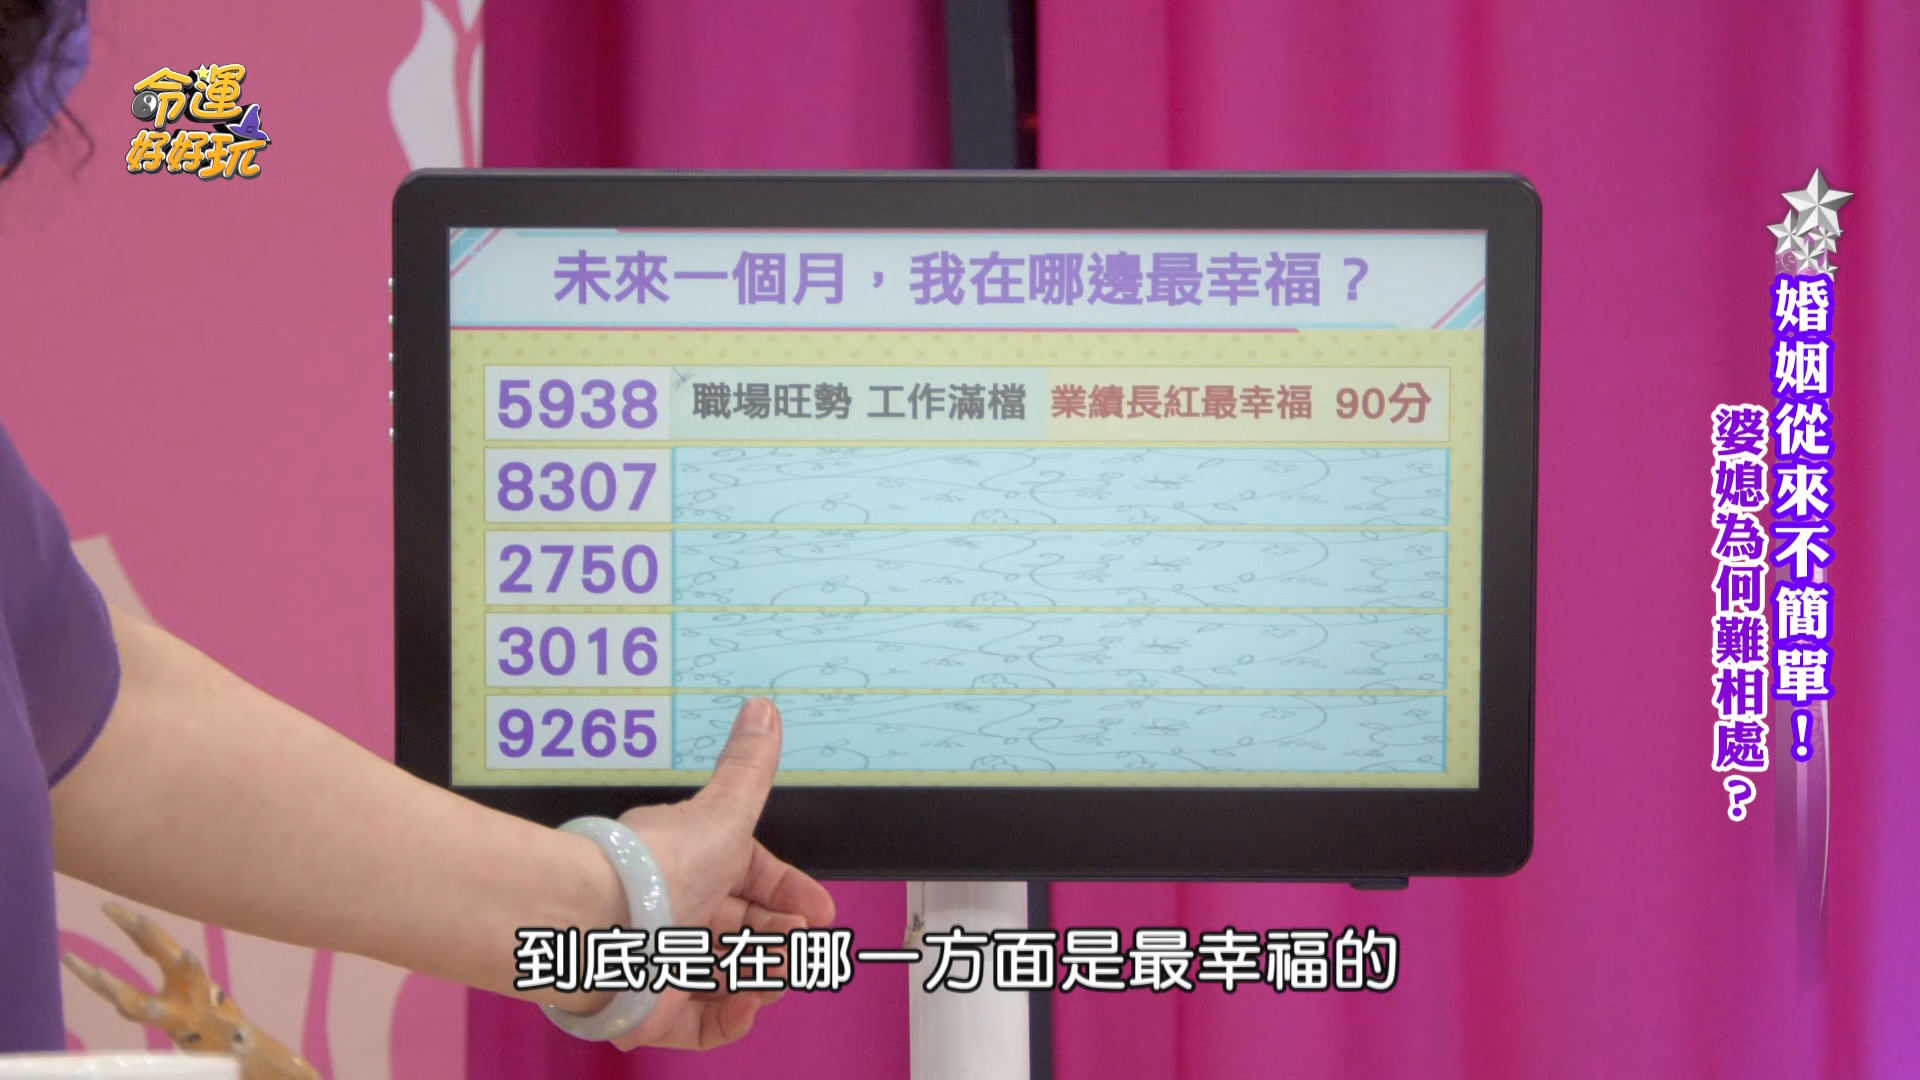 命運
好好玩
未來一個月，我在哪邊最幸福？
5938 職場旺勢 工作滿檔 業績長紅最幸福 90分
8307
2750
3016
9265
婚姻從來不簡單！
婆媳為何難相處？
到底是在哪一方面是最幸福的